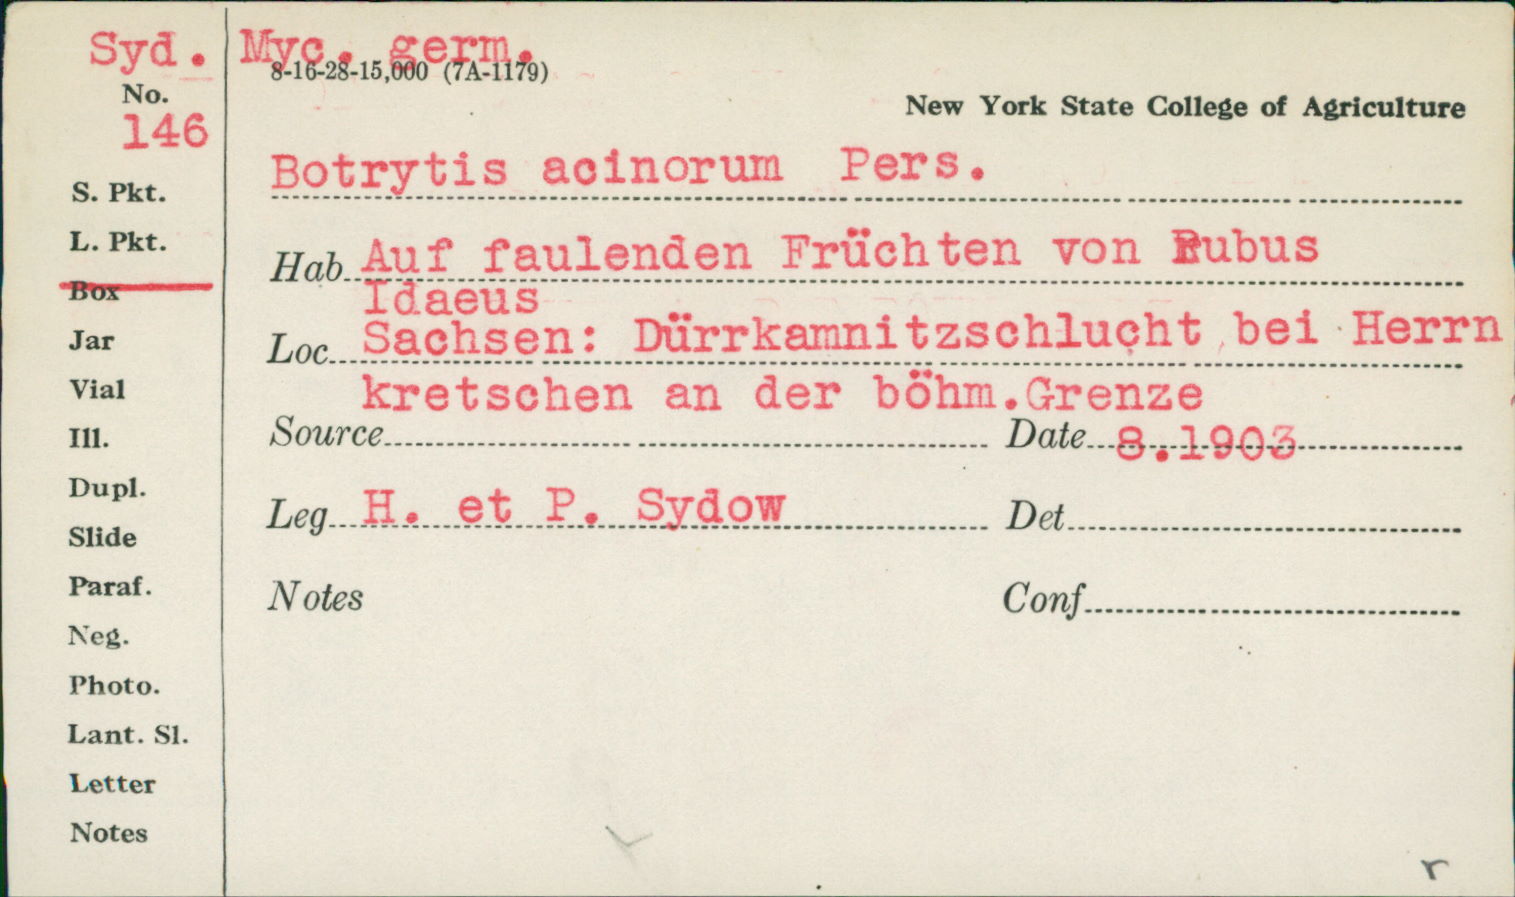 Syd. Myc. germ.
8-16-28-15,000 (7A-1179)
No.
146
New York State College of Agriculture
Botrytis acinorum Pers.
S. Pkt.
L. Pkt.
Hab Auf faulenden Früchten von Rubus
Idaeus
Box
Loc Sachsen: Dürrkamnitzschlucht bei Herrn
Jar
kretschen an der böhm.Grenze
Vial
Source Date 8.1903
Ill.
Dupl.
Leg H. et P. Sydow Det
Slide
Paraf.
Notes Conf
Neg.
Photo.
Lant. Sl.
Letter
Notes
r